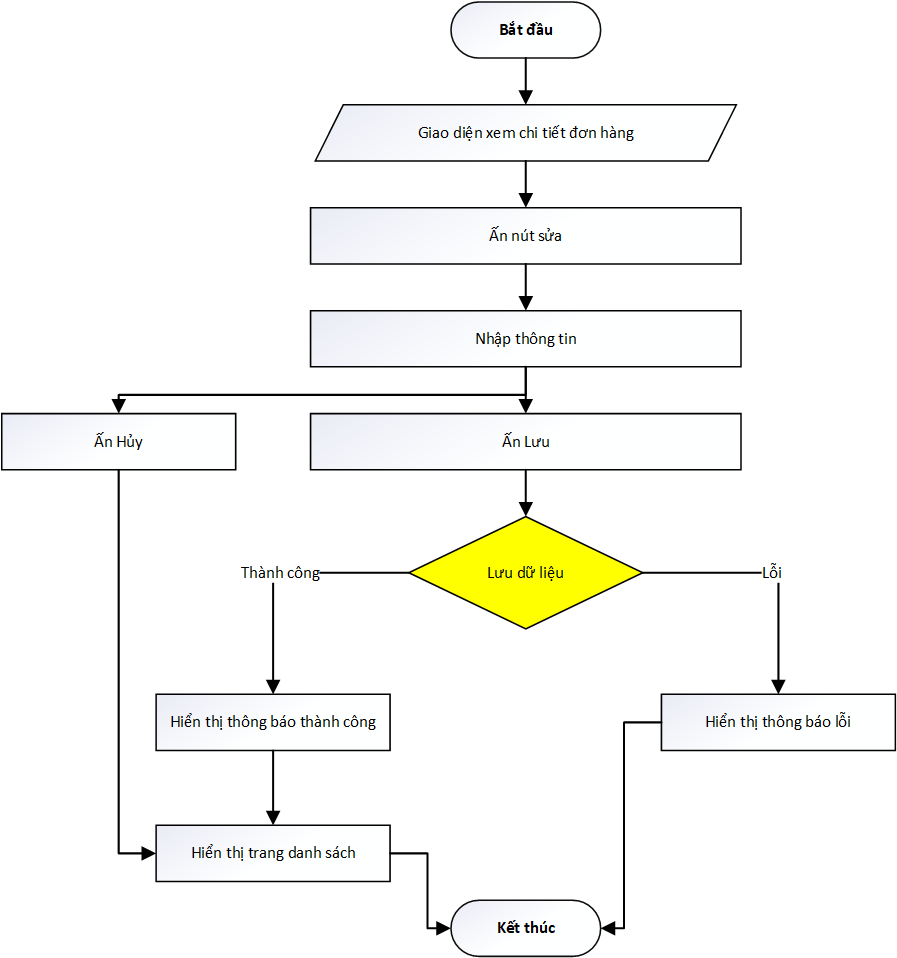 Bắt đầu
Giao diện xem chi tiết đơn hàng
Ấn nút sửa
Nhập thông tin
Ấn Hủy
Ấn Lưu
Thành công
Lưu dữ liệu
Lỗi
Hiển thị thông báo thành công
Hiển thị thông báo lỗi
Hiển thị trang danh sách
Kết thúc